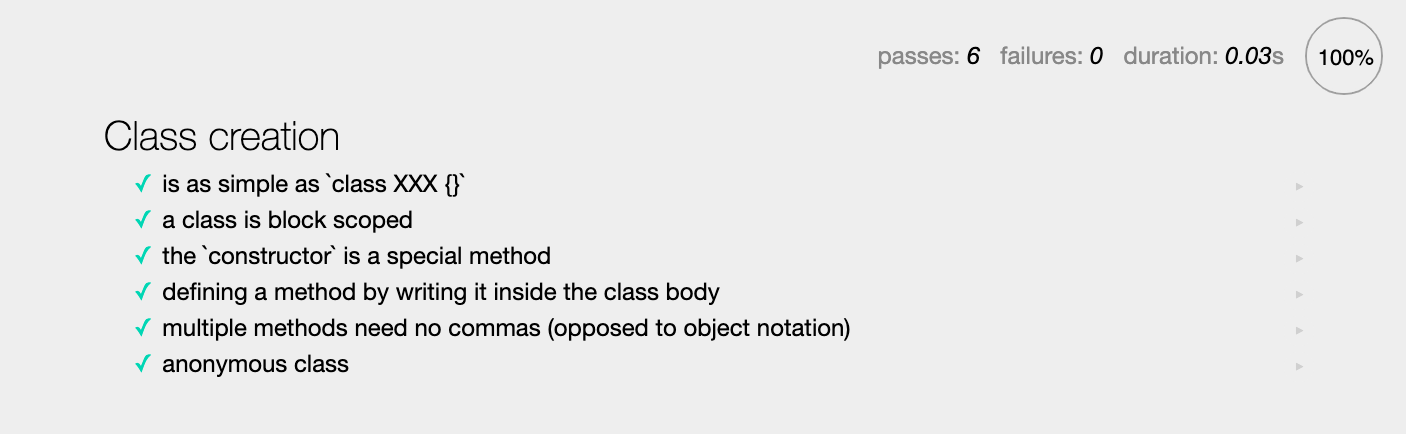 passes: 6 failures: 0 duration: 0.03s 100%
Class creation
✓ is as simple as `class XXX {}`
✓ a class is block scoped
✓ the `constructor` is a special method
✓ defining a method by writing it inside the class body
✓ multiple methods need no commas (opposed to object notation)
✓ anonymous class